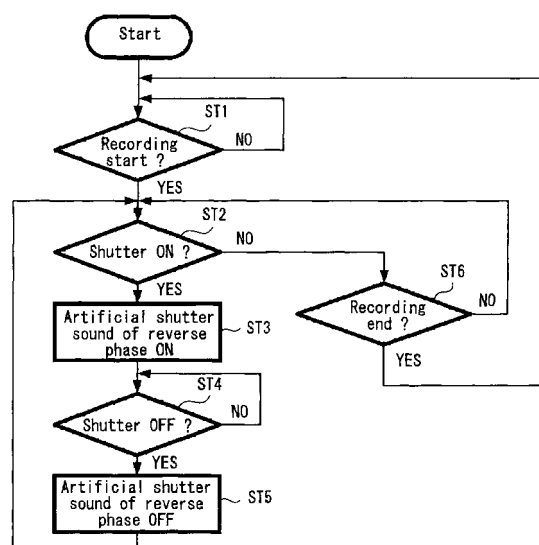 Start
ST1
Recording
start ?
NO
YES
ST2
Shutter ON ?
NO
YES
ST6
Recording
end ?
NO
YES
Artificial shutter
sound of reverse
phase ON
ST3
ST4
Shutter OFF ?
NO
YES
Artificial shutter
sound of reverse
phase OFF
ST5